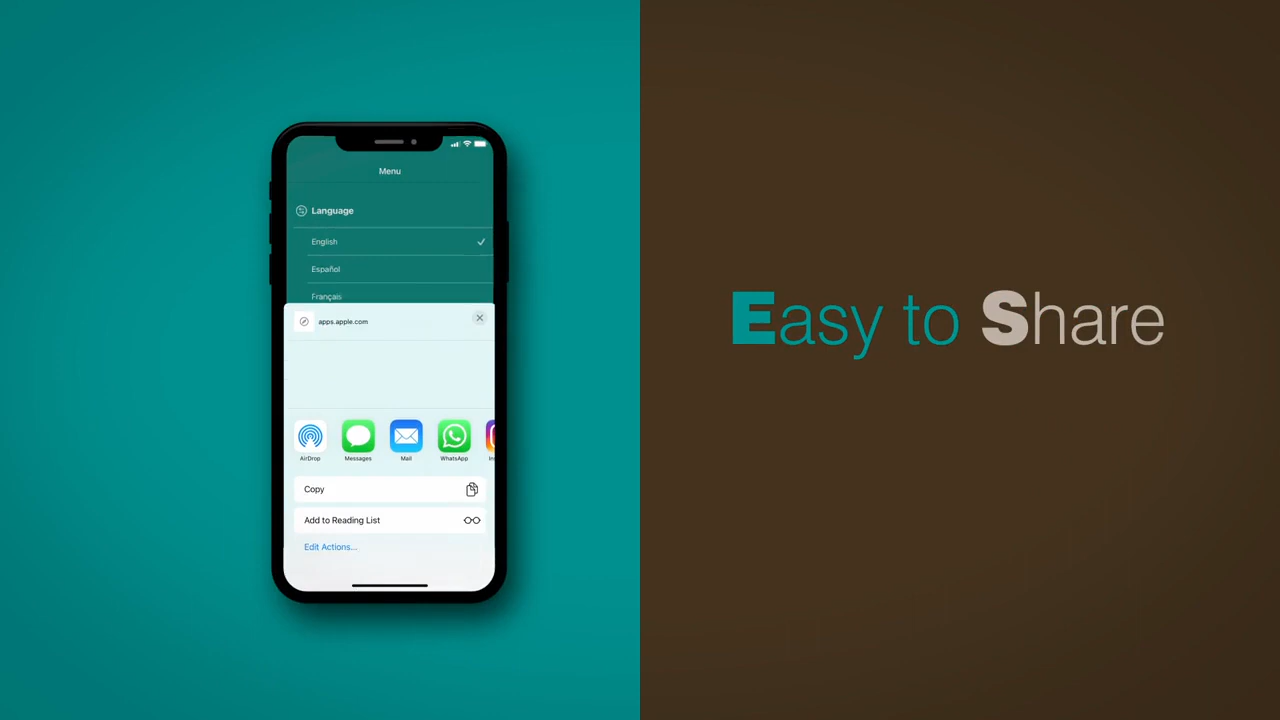 Menu
Language
English
Español
Français
apps.apple.com
AirDrop
Messages
Mail
WhatsApp
Copy
Add to Reading List
Edit Actions...
Easy to Share